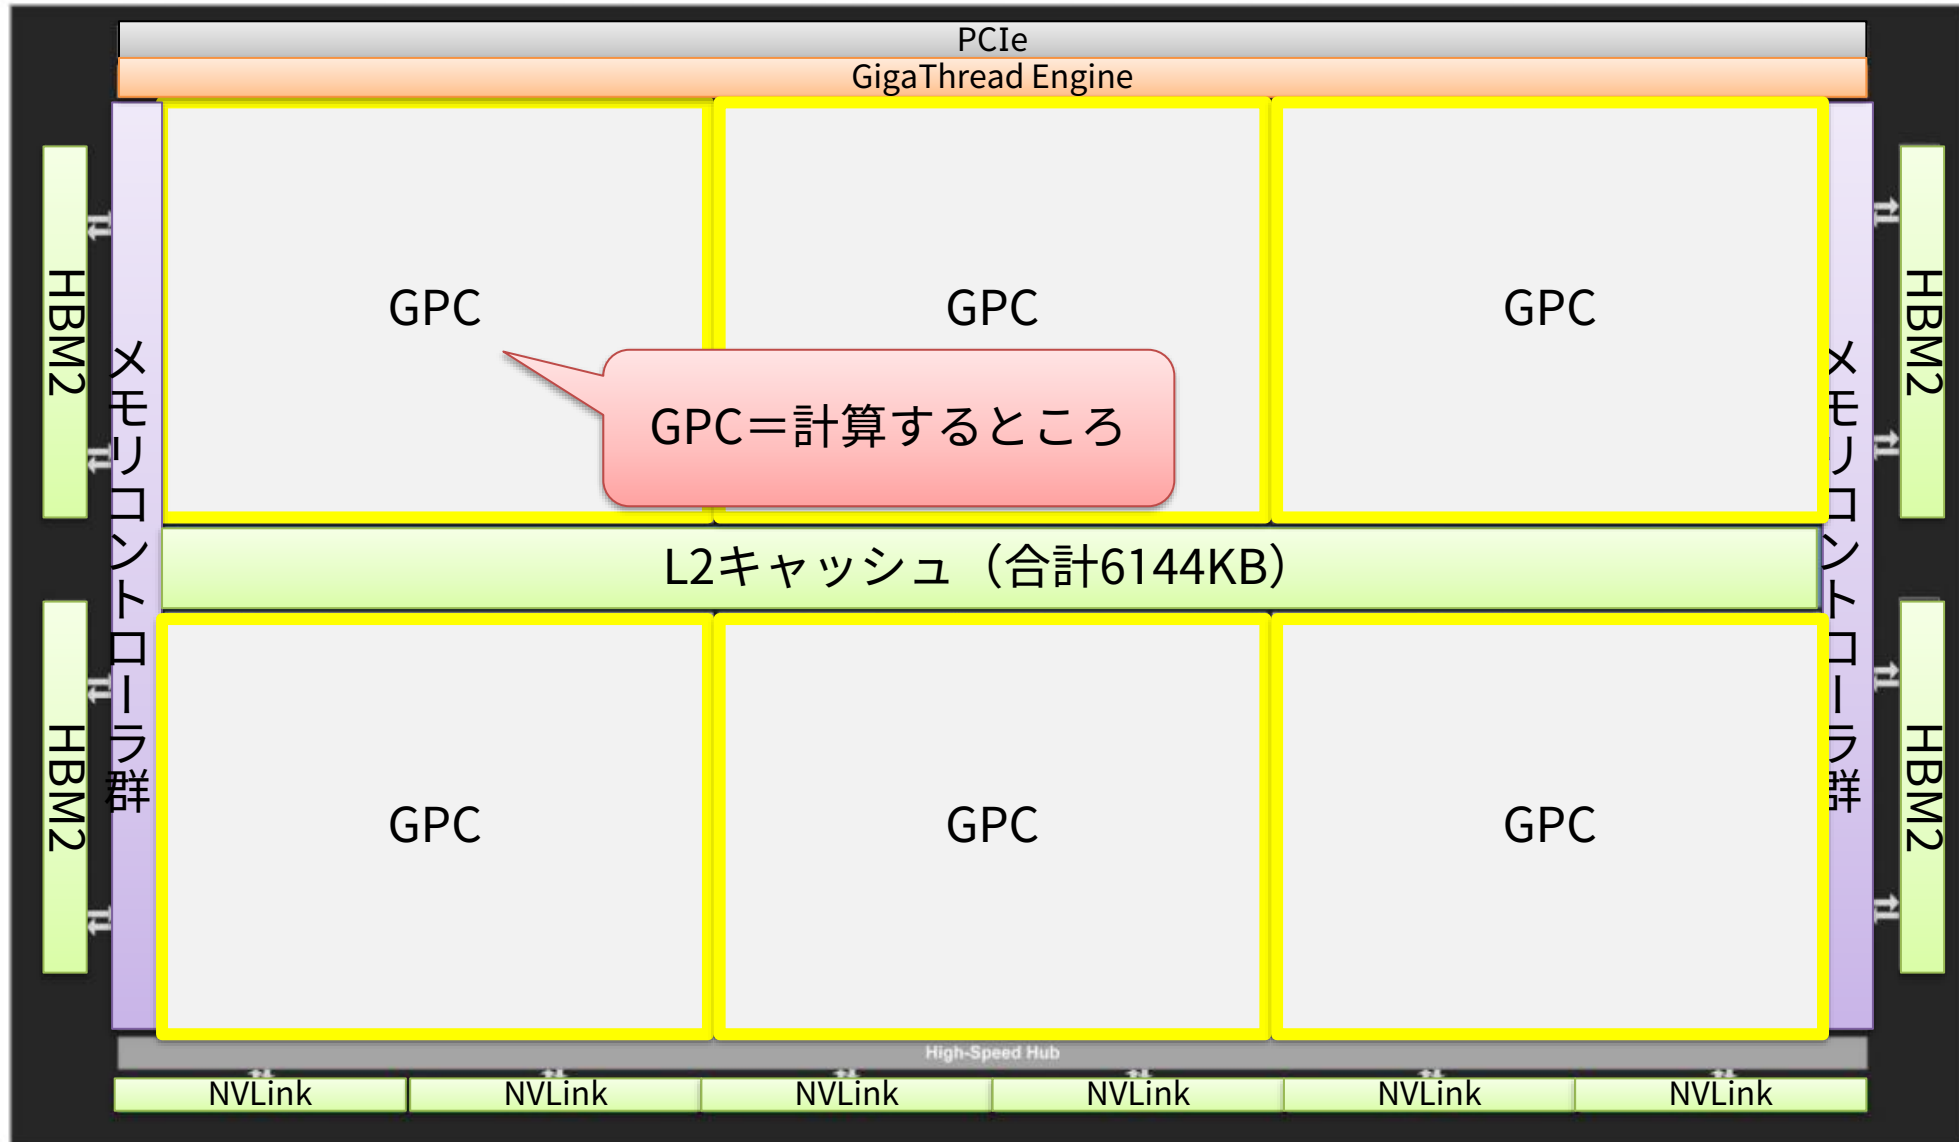 PCIe
GigaThread Engine
HBM2
メモリコントローラ群
GPC
GPC
GPC
メモリコントローラ群
HBM2
GPC＝計算するところ
L2キャッシュ（合計6144KB）
HBM2
GPC
GPC
GPC
HBM2
High-Speed Hub
NVLink
NVLink
NVLink
NVLink
NVLink
NVLink